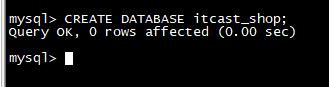 mysql> CREATE DATABASE itcast_shop;
Query OK, 0 rows affected (0.00 sec)
mysql>